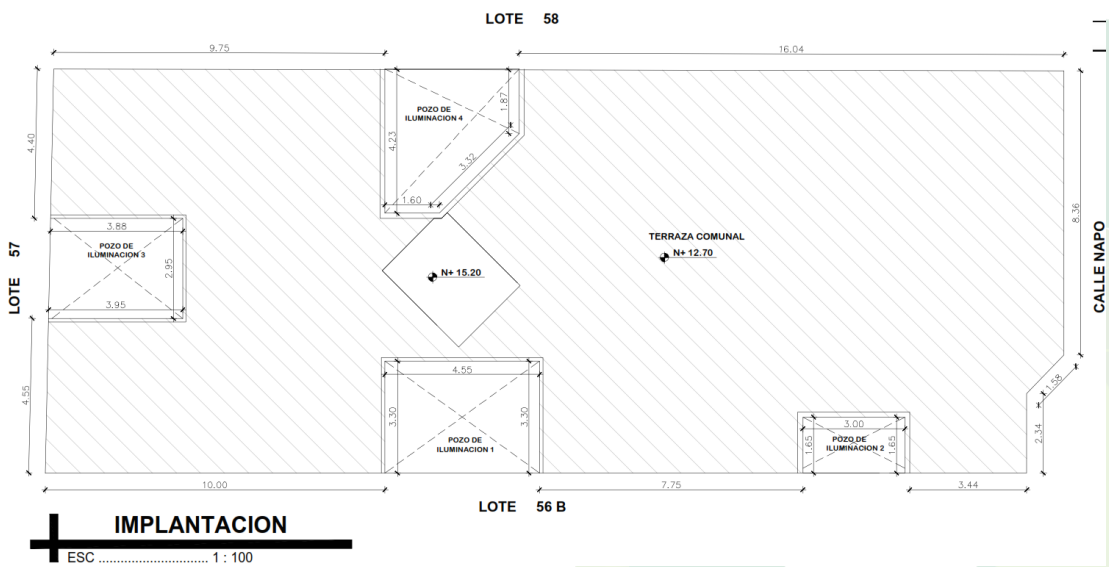 LOTE 58
9.75
16.04
4.40
POZO DE
ILUMINACION 4
4.23
1.87
3.32
1.60
8.36
LOTE 57
3.88
POZO DE
ILUMINACION 3
2.95
3.95
TERRAZA COMUNAL
N+ 12.70
N+ 15.20
CALLE NAPO
4.55
4.55
3.30
3.30
POZO DE
ILUMINACION 1
3.00
1.65
1.65
POZO DE
ILUMINACION 2
1.58
2.34
10.00
7.75
3.44
LOTE 56 B
IMPLANTACION
ESC ............................. 1 : 100